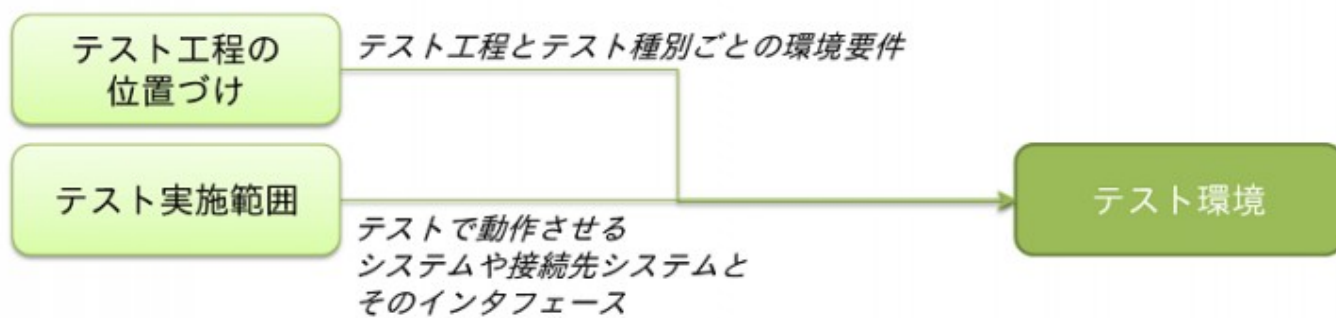 テスト工程の
位置づけ
テスト工程とテスト種別ごとの環境要件
テスト実施範囲
テストで動作させる
システムや接続先システムと
そのインタフェース
テスト環境